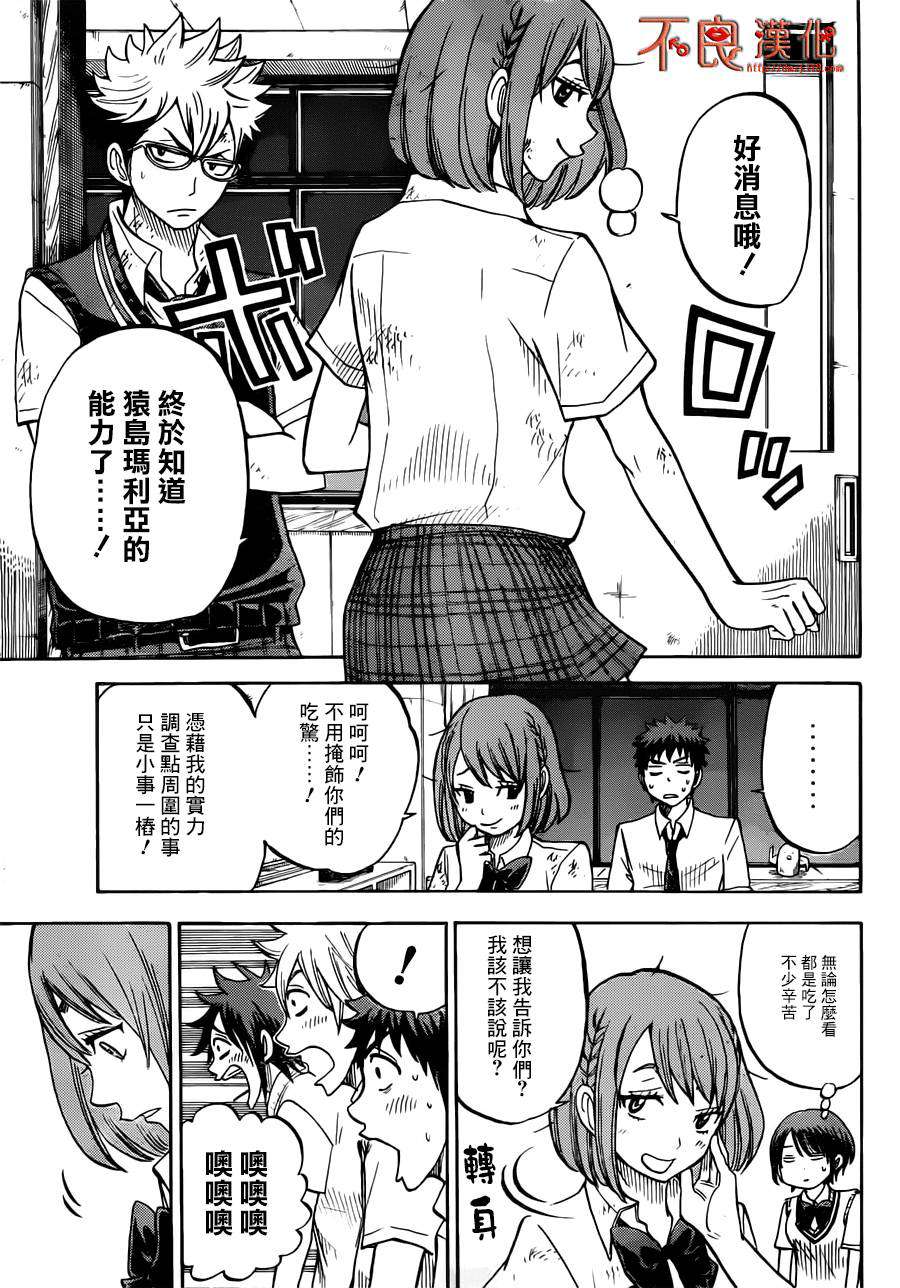 不良漢化
好消息哦！
ボロ
終於知道
猿島瑪利亞的
能力了……！
………
呵呵呵！
不用掩飾你們的
吃驚……！
憑藉我的實力
調查點周圍的事
只是小事一樁！
無論怎麼看
都是吃了
不少辛苦
想讓我告訴你們？
我該不該說呢？
轉身
！
噢噢噢
噢噢噢